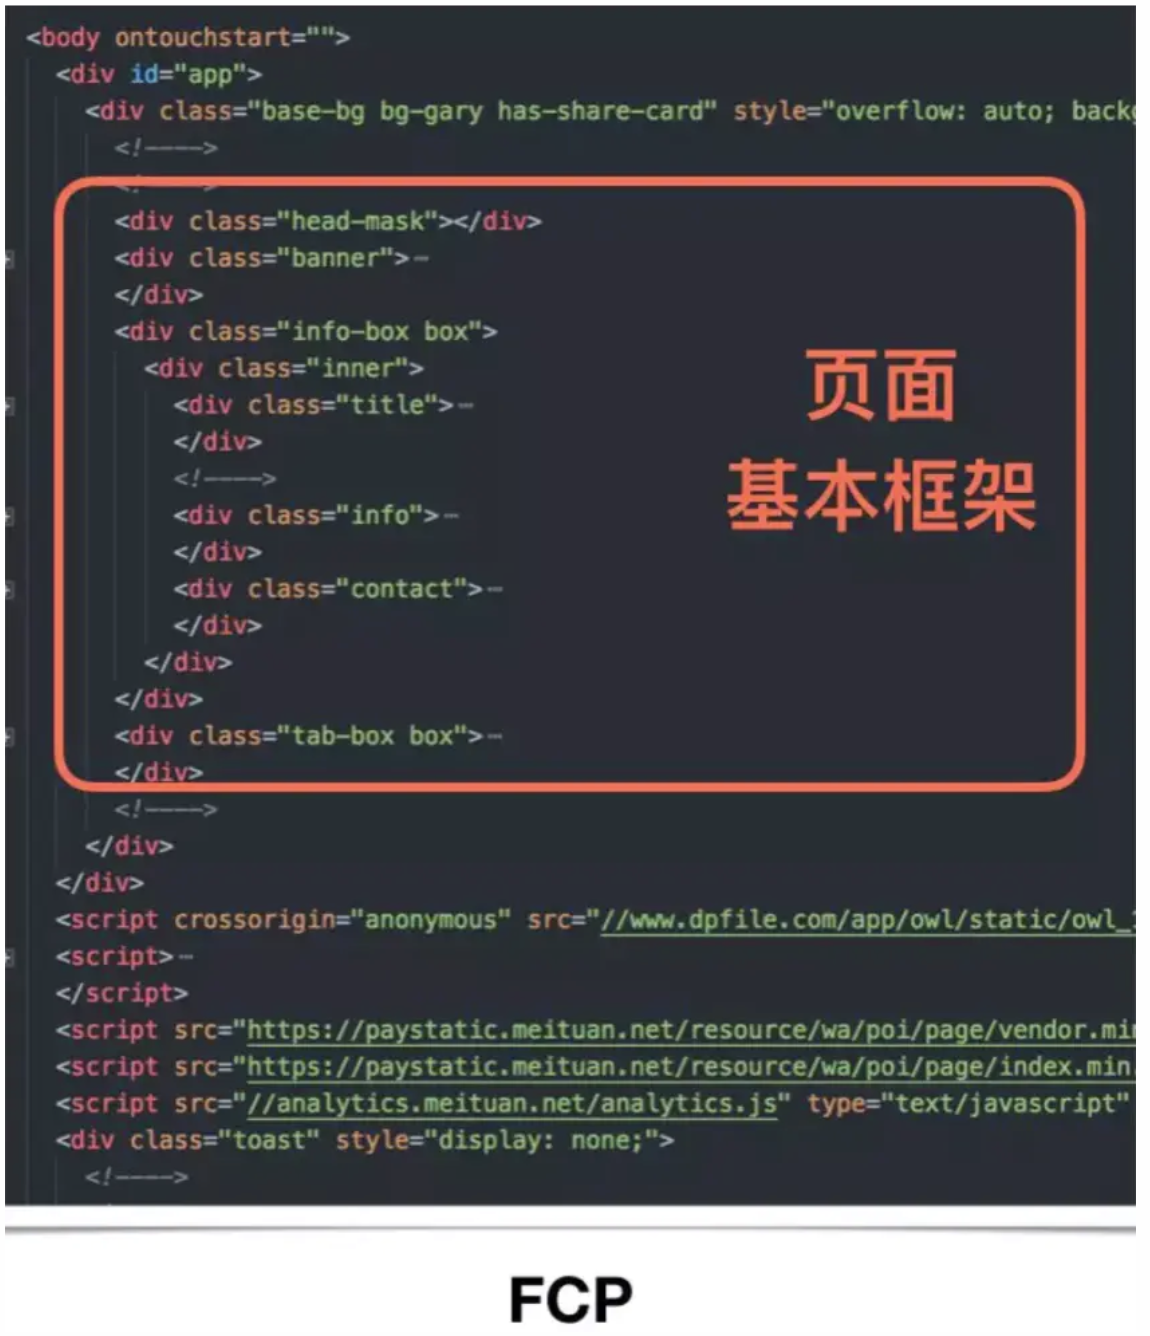 <body ontouchstart="">
<div id="app">
<div class="base-bg bg-gary has-share-card" style="overflow: auto; backg
<!---->
<!---->
<div class="head-mask"></div>
<div class="banner">⋯
</div>
<div class="info-box box">
<div class="inner">
<div class="title">⋯
</div>
<!---->
<div class="info">⋯
</div>
<div class="contact">⋯
</div>
</div>
</div>
<div class="tab-box box">⋯
</div>
<!---->
</div>
</div>
<script crossorigin="anonymous" src="//www.dpfile.com/app/owl/static/owl_
<script>⋯
</script>
<script src="https://paystatic.meituan.net/resource/wa/poi/page/vendor.min
<script src="https://paystatic.meituan.net/resource/wa/poi/page/index.min.
<script src="//analytics.meituan.net/analytics.js" type="text/javascript"
<div class="toast" style="display: none;">
<!---->
页面
基本框架
FCP